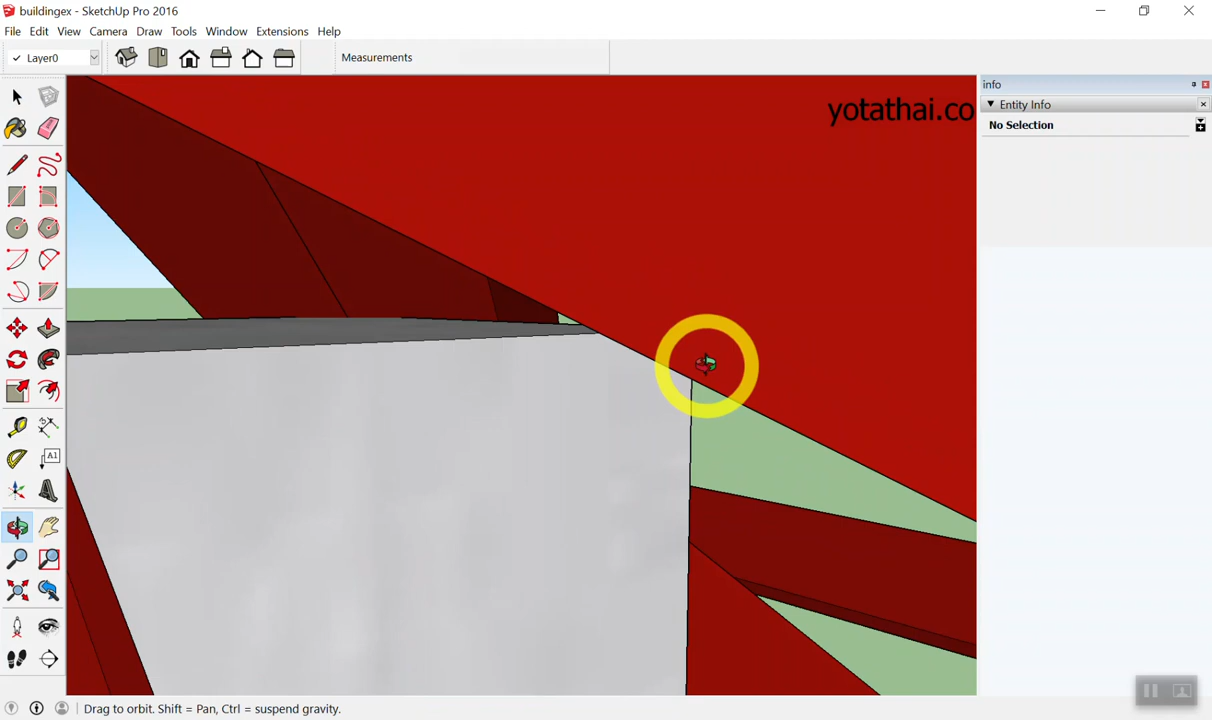 buildingex - SketchUp Pro 2016
File Edit View Camera Draw Tools Window Extensions Help
Layer0
Measurements
info
Entity Info
No Selection
yotathai.co
A1
Drag to orbit. Shift = Pan, Ctrl = suspend gravity.